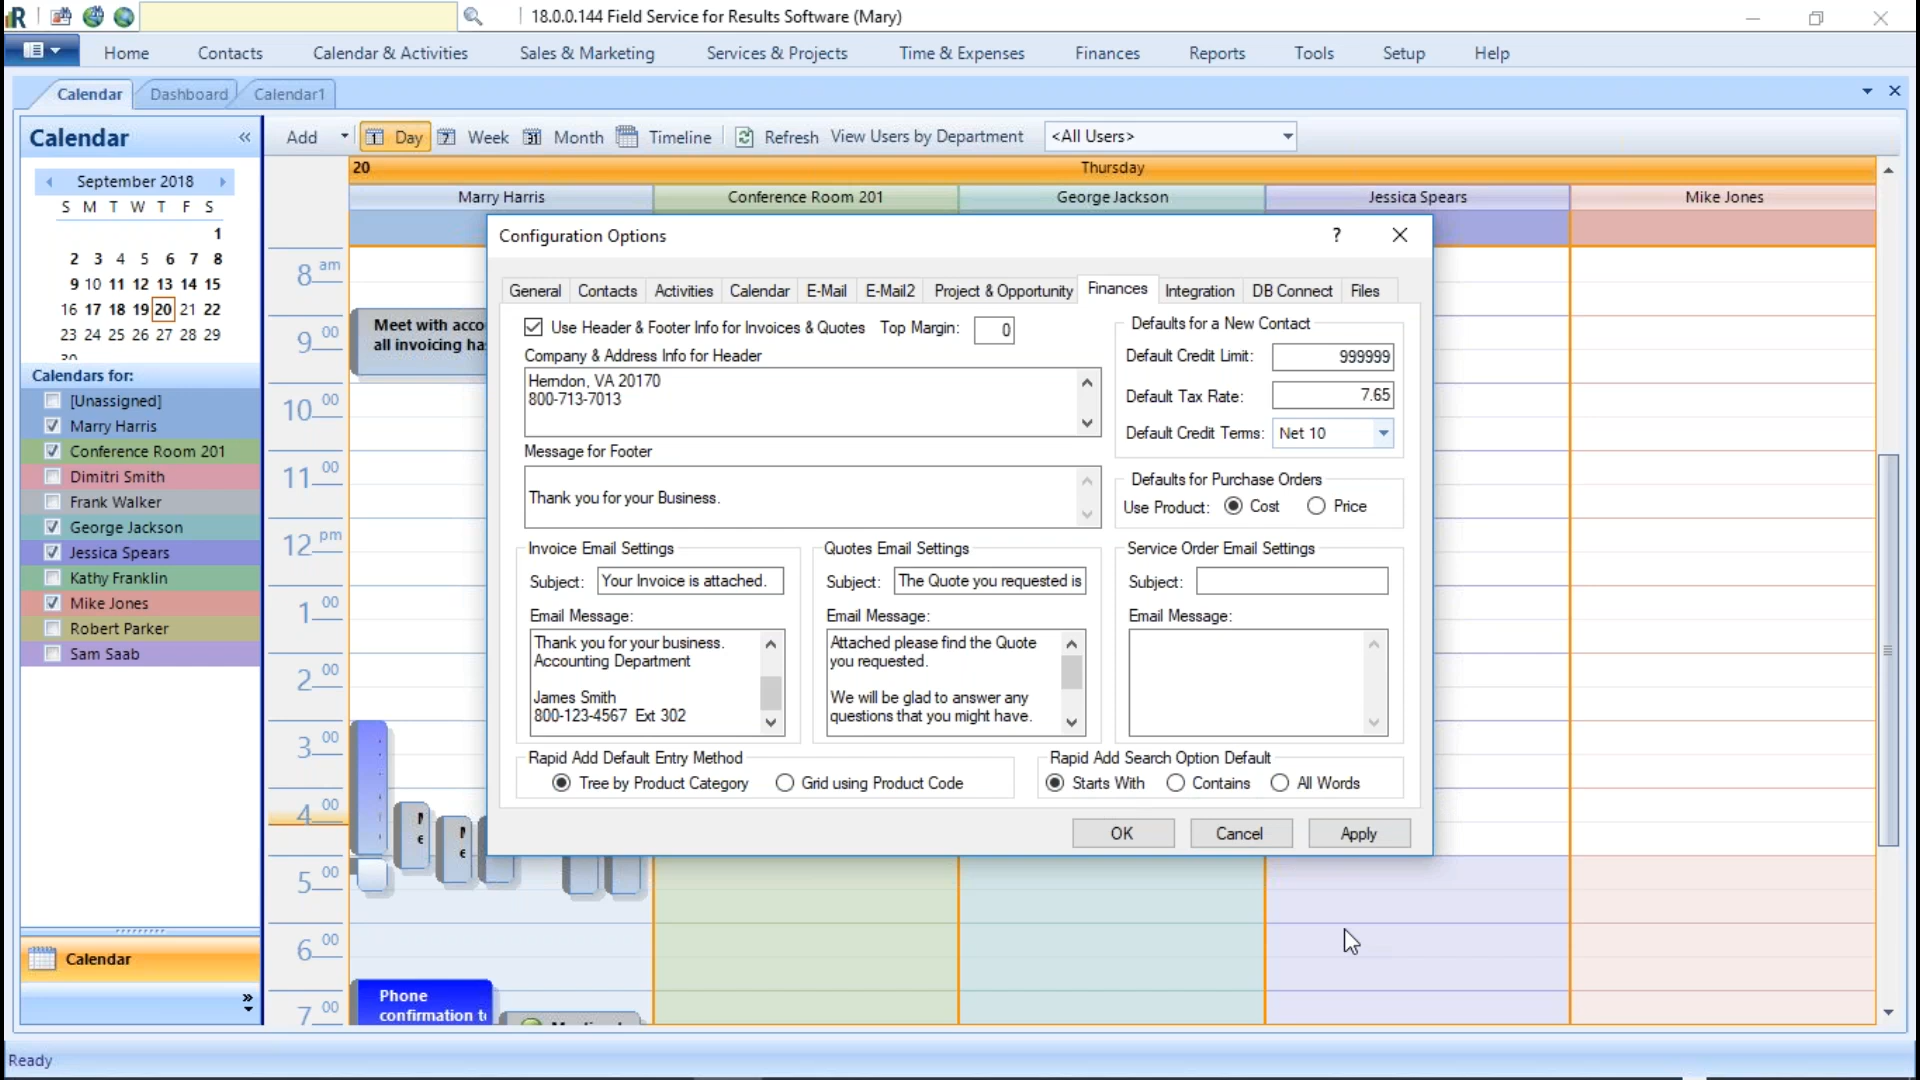 18.0.0.144 Field Service for Results Software (Mary)
Home Contacts Calendar & Activities Sales & Marketing Services & Projects Time & Expenses Finances Reports Tools Setup Help
Calendar Dashboard Calendar1
Calendar «
Add Day Week Month Timeline Refresh View Users by Department <All Users>
20 Thursday
Marry Harris Conference Room 201 George Jackson Jessica Spears Mike Jones
September 2018
S M T W T F S
1
2 3 4 5 6 7 8
9 10 11 12 13 14 15
16 17 18 19 20 21 22
23 24 25 26 27 28 29
30
Calendars for:
[Unassigned]
Marry Harris
Conference Room 201
Dimitri Smith
Frank Walker
George Jackson
Jessica Spears
Kathy Franklin
Mike Jones
Robert Parker
Sam Saab
Calendar
»
8 am
9 00
10 00
11 00
12 pm
1 00
2 00
3 00
4 00
5 00
6 00
7 00
Meet with acco
all invoicing ha
Phone
confirmation t
Configuration Options ?
General Contacts Activities Calendar E-Mail E-Mail2 Project & Opportunity Finances Integration DB Connect Files
Use Header & Footer Info for Invoices & Quotes Top Margin: 0
Company & Address Info for Header
Herndon, VA 20170
800-713-7013
Message for Footer
Thank you for your Business.
Defaults for a New Contact
Default Credit Limit: 999999
Default Tax Rate: 7.65
Default Credit Terms: Net 10
Defaults for Purchase Orders
Use Product: Cost Price
Invoice Email Settings
Subject: Your Invoice is attached.
Email Message:
Thank you for your business.
Accounting Department
James Smith
800-123-4567 Ext 302
Quotes Email Settings
Subject: The Quote you requested is
Email Message:
Attached please find the Quote
you requested.
We will be glad to answer any
questions that you might have.
Service Order Email Settings
Subject:
Email Message:
Rapid Add Default Entry Method
Tree by Product Category Grid using Product Code
Rapid Add Search Option Default
Starts With Contains All Words
OK Cancel Apply
Ready